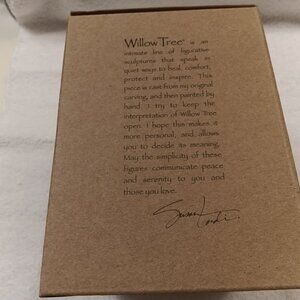 Willow Tree® is an
intimate line of figurative
sculptures that speak in
quiet ways to heal, comfort,
protect and inspire. This
piece is cast from my original
carving, and then painted by
hand. I try to keep the
interpretation of Willow Tree
open. I hope this makes it
more personal, and allows
you to decide its meaning.
May the simplicity of these
figures communicate peace
and serenity to you and
those you love.
Susan Lordi